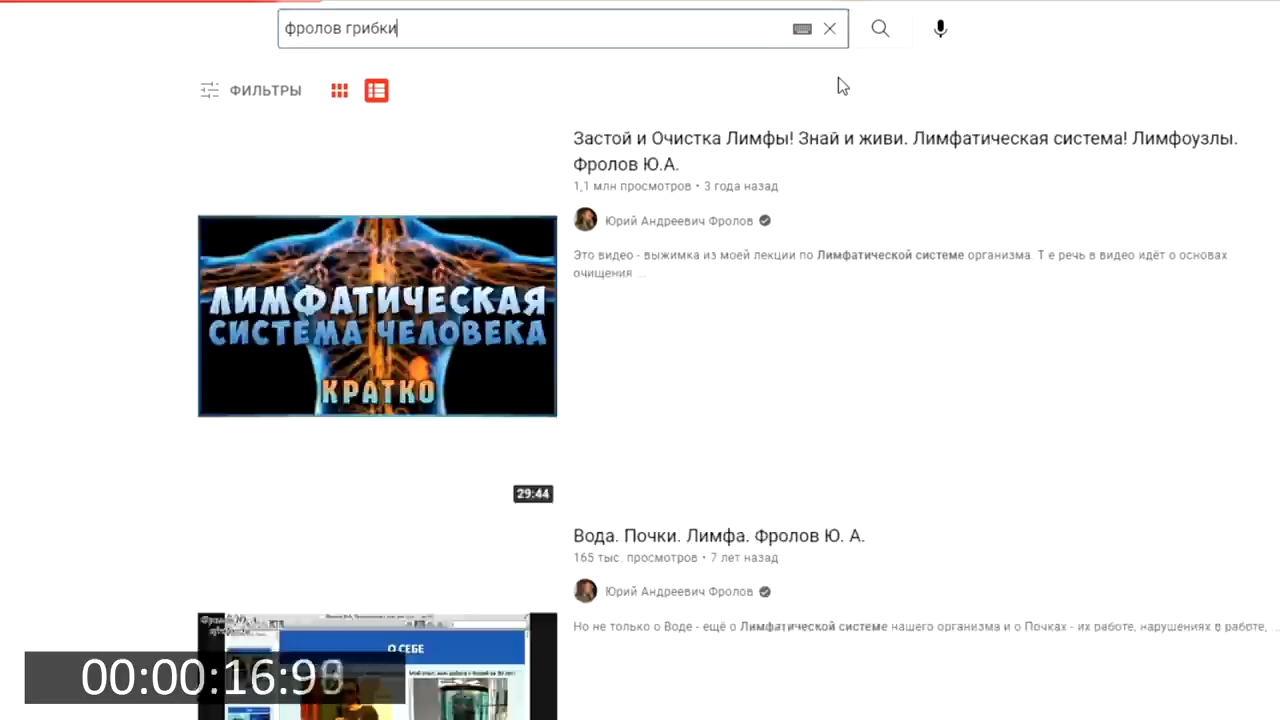 фролов грибки
ФИЛЬТРЫ
Застой и Очистка Лимфы! Знай и живи. Лимфатическая система! Лимфоузлы.
Фролов Ю.А.
1,1 млн просмотров • 3 года назад
Юрий Андреевич Фролов
Это видео - выжимка из моей лекции по Лимфатической системе организма. Т е речь в видео идёт о основах
очищения ...
ЛИМФАТИЧЕСКАЯ
СИСТЕМА ЧЕЛОВЕКА
КРАТКО
29:44
Вода. Почки. Лимфа. Фролов Ю. А.
165 тыс. просмотров • 7 лет назад
Юрий Андреевич Фролов
Но не только о Воде - ещё о Лимфатической системе нашего организма и о Почках - их работе, нарушениях в работе, ...
О СЕБЕ
00:00:16:98